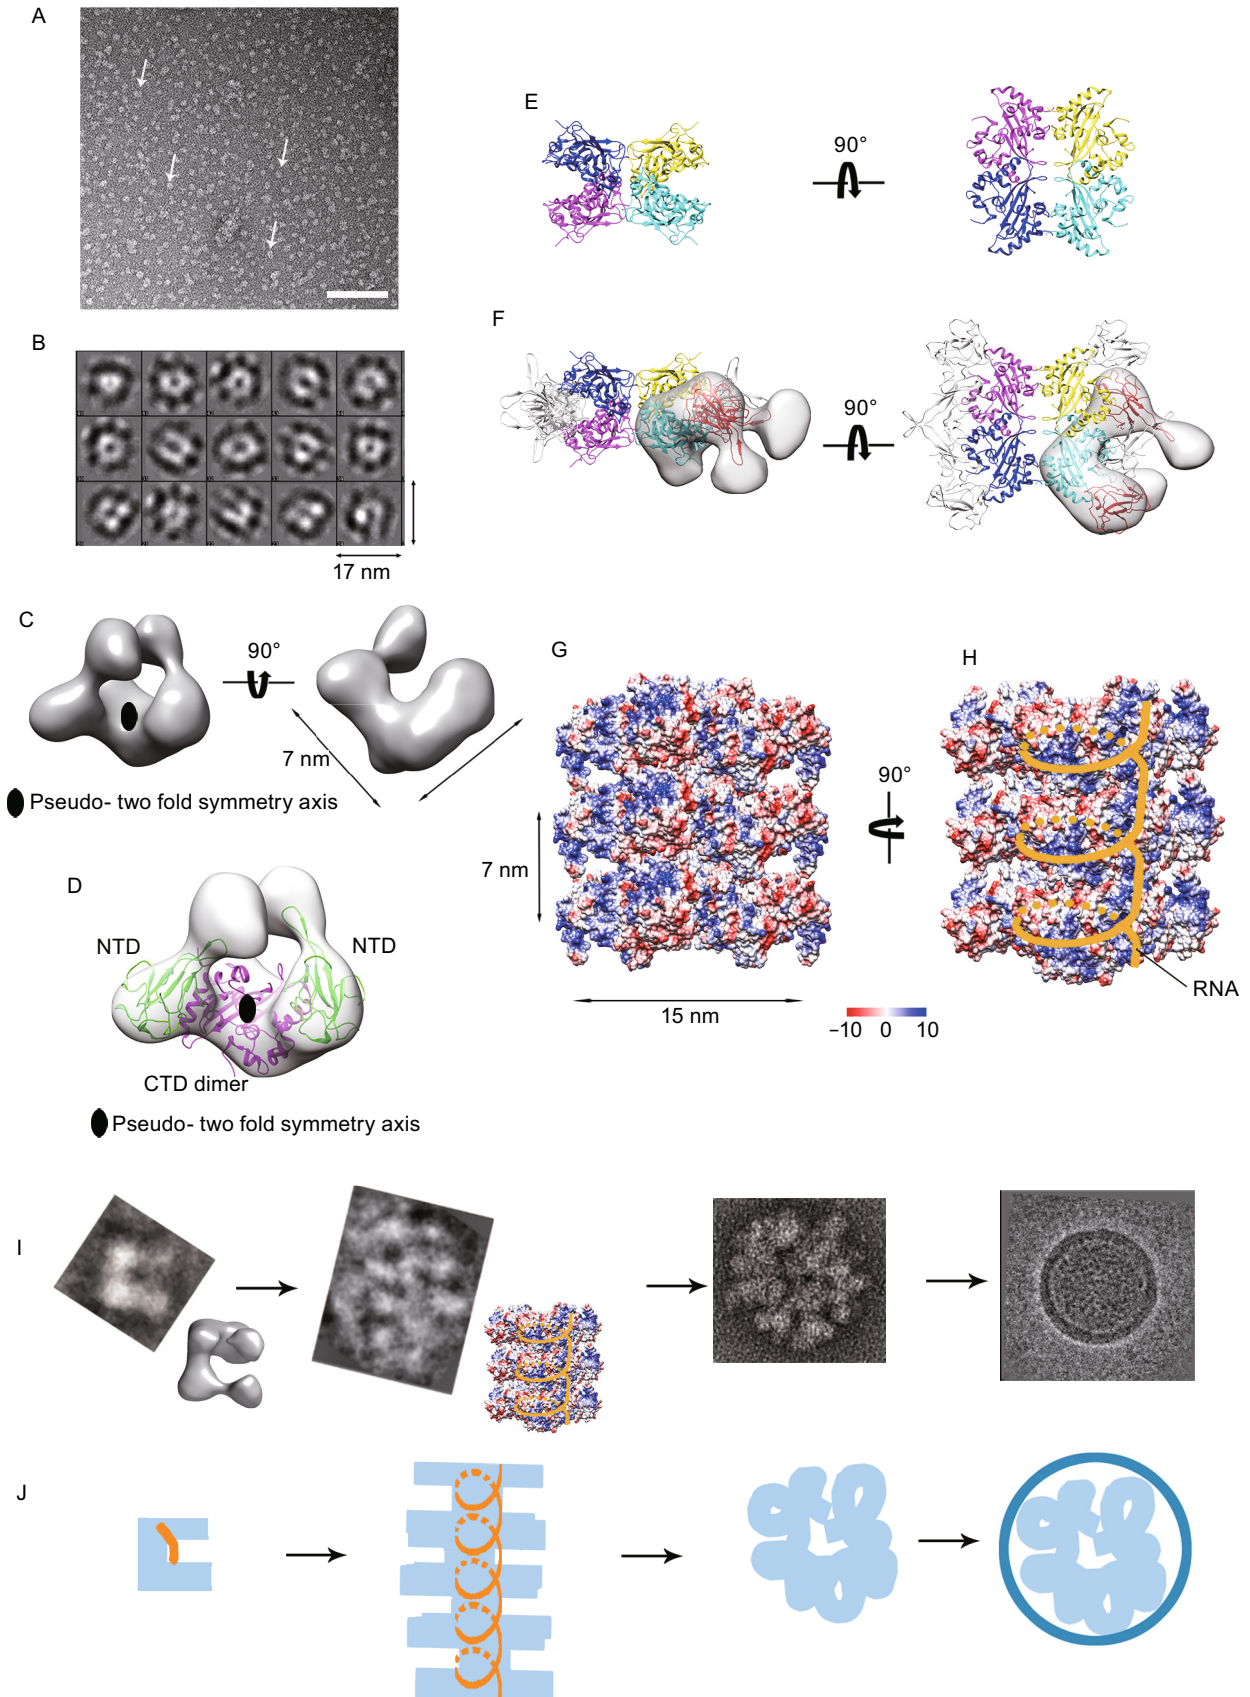 A
E
90°
B
17 nm
F
90°
C
90°
7 nm
Pseudo- two fold symmetry axis
G
H
7 nm
90°
15 nm
−10 0 10
RNA
D
NTD
NTD
CTD dimer
Pseudo- two fold symmetry axis
I
J